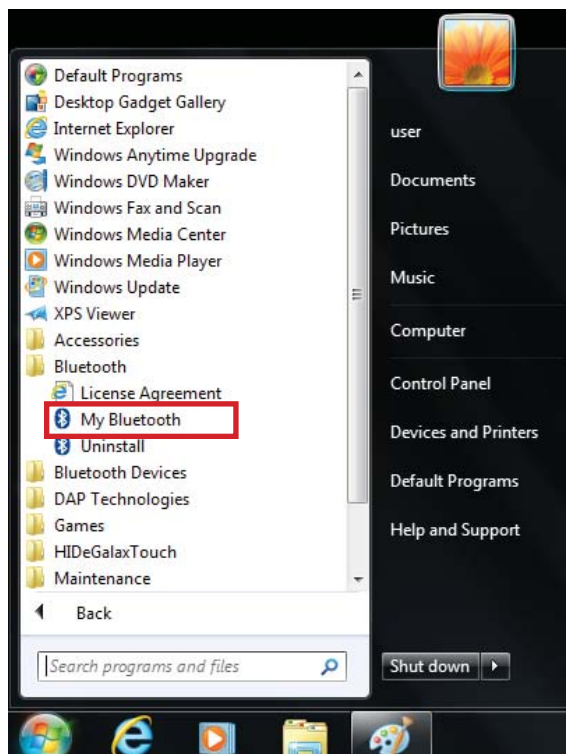 Default Programs
Desktop Gadget Gallery
Internet Explorer
Windows Anytime Upgrade
Windows DVD Maker
Windows Fax and Scan
Windows Media Center
Windows Media Player
Windows Update
XPS Viewer
Accessories
Bluetooth
License Agreement
My Bluetooth
Uninstall
Bluetooth Devices
DAP Technologies
Games
HIDeGalaxTouch
Maintenance
Back
Search programs and files
user
Documents
Pictures
Music
Computer
Control Panel
Devices and Printers
Default Programs
Help and Support
Shut down